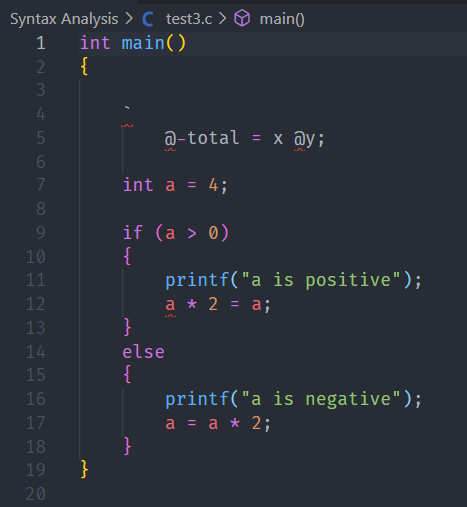 Syntax Analysis > C test3.c > main()
1 int main()
2 {
3
4     `
5         @-total = x @y;
6
7     int a = 4;
8
9     if (a > 0)
10     {
11         printf("a is positive");
12         a * 2 = a;
13     }
14     else
15     {
16         printf("a is negative");
17         a = a * 2;
18     }
19 }
20